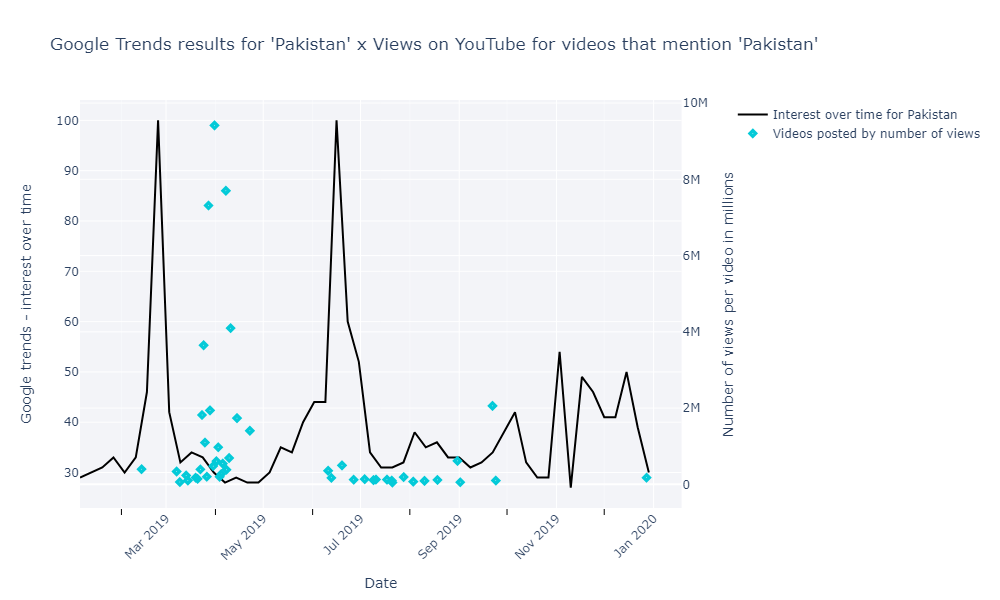 Google Trends results for 'Pakistan' x Views on YouTube for videos that mention 'Pakistan'
Interest over time for Pakistan
Videos posted by number of views
Google trends - interest over time
100
90
80
70
60
50
40
30
10M
8M
6M
4M
2M
0
Number of views per video in millions
Mar 2019
May 2019
Jul 2019
Sep 2019
Nov 2019
Jan 2020
Date